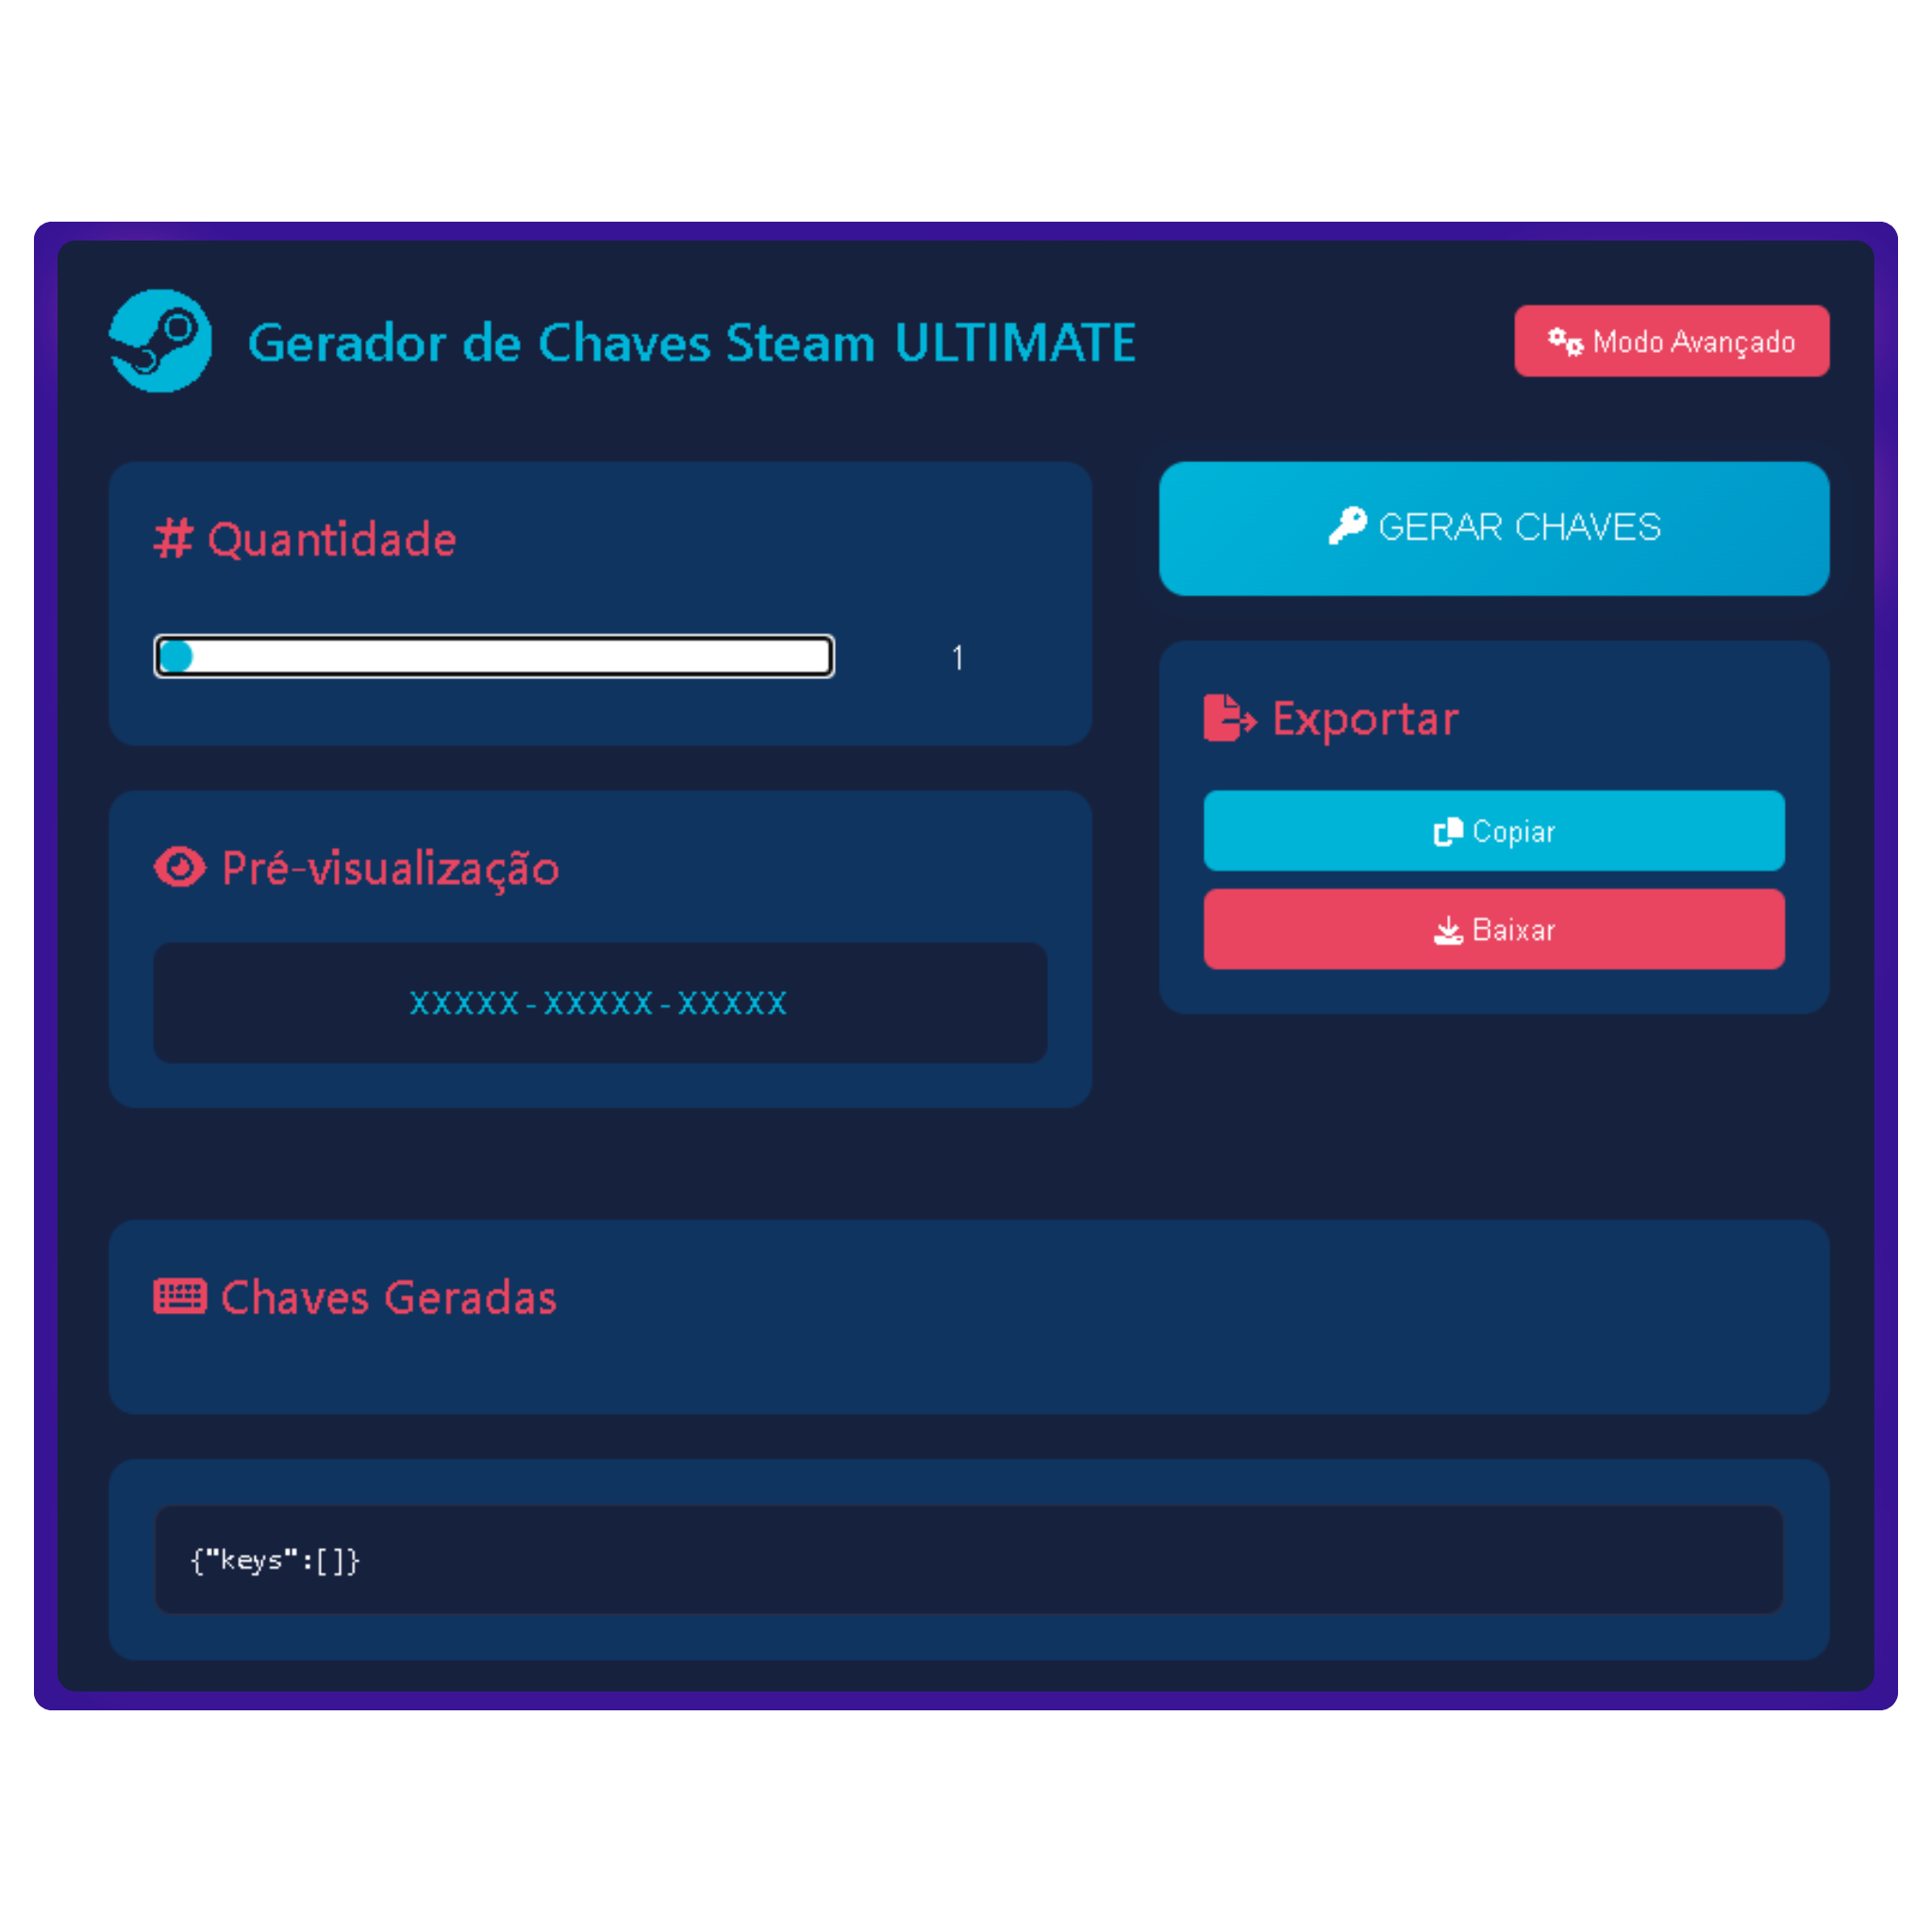 Gerador de Chaves Steam ULTIMATE
Modo Avançado
# Quantidade
1
GERAR CHAVES
Exportar
Copiar
Baixar
Pré-visualização
XXXXX-XXXXX-XXXXX
Chaves Geradas
{"keys":[]}